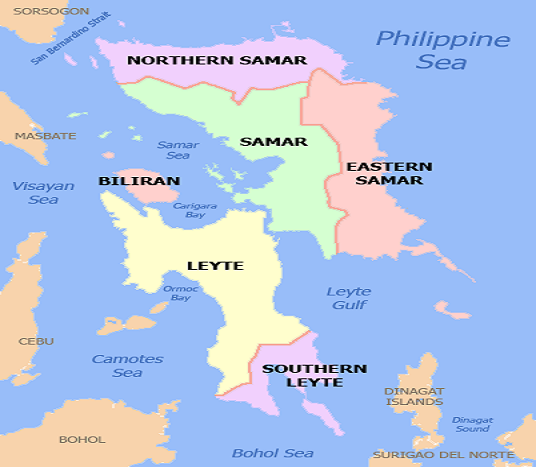 SORSOGON
San Bernardino Strait
Philippine
Sea
NORTHERN SAMAR
MASBATE
Samar
Sea
SAMAR
EASTERN
SAMAR
Visayan
Sea
BILIRAN
Carigara
Bay
LEYTE
Ormoc
Bay
Leyte
Gulf
CEBU
Camotes
Sea
SOUTHERN
LEYTE
DINAGAT
ISLANDS
Dinagat
Sound
BOHOL
Bohol Sea
SURIGAO DEL NORTE